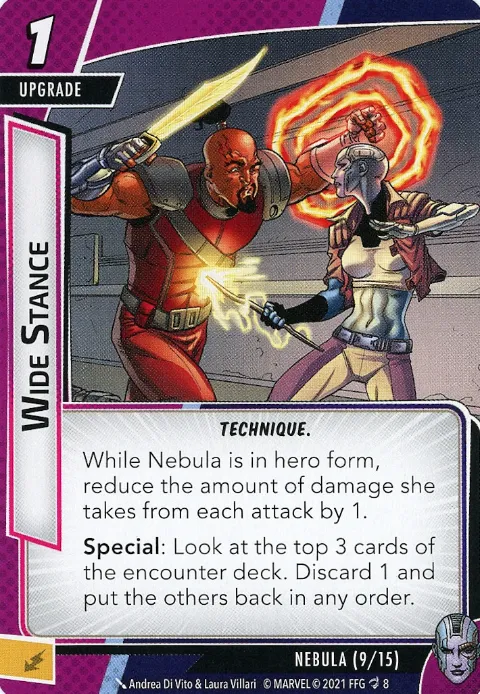 1
UPGRADE
WIDE STANCE
TECHNIQUE.
While Nebula is in hero form,
reduce the amount of damage she
takes from each attack by 1.
Special: Look at the top 3 cards of
the encounter deck. Discard 1 and
put the others back in any order.
NEBULA (9/15)
Andrea Di Vito & Laura Villari © MARVEL © 2021 FFG 8